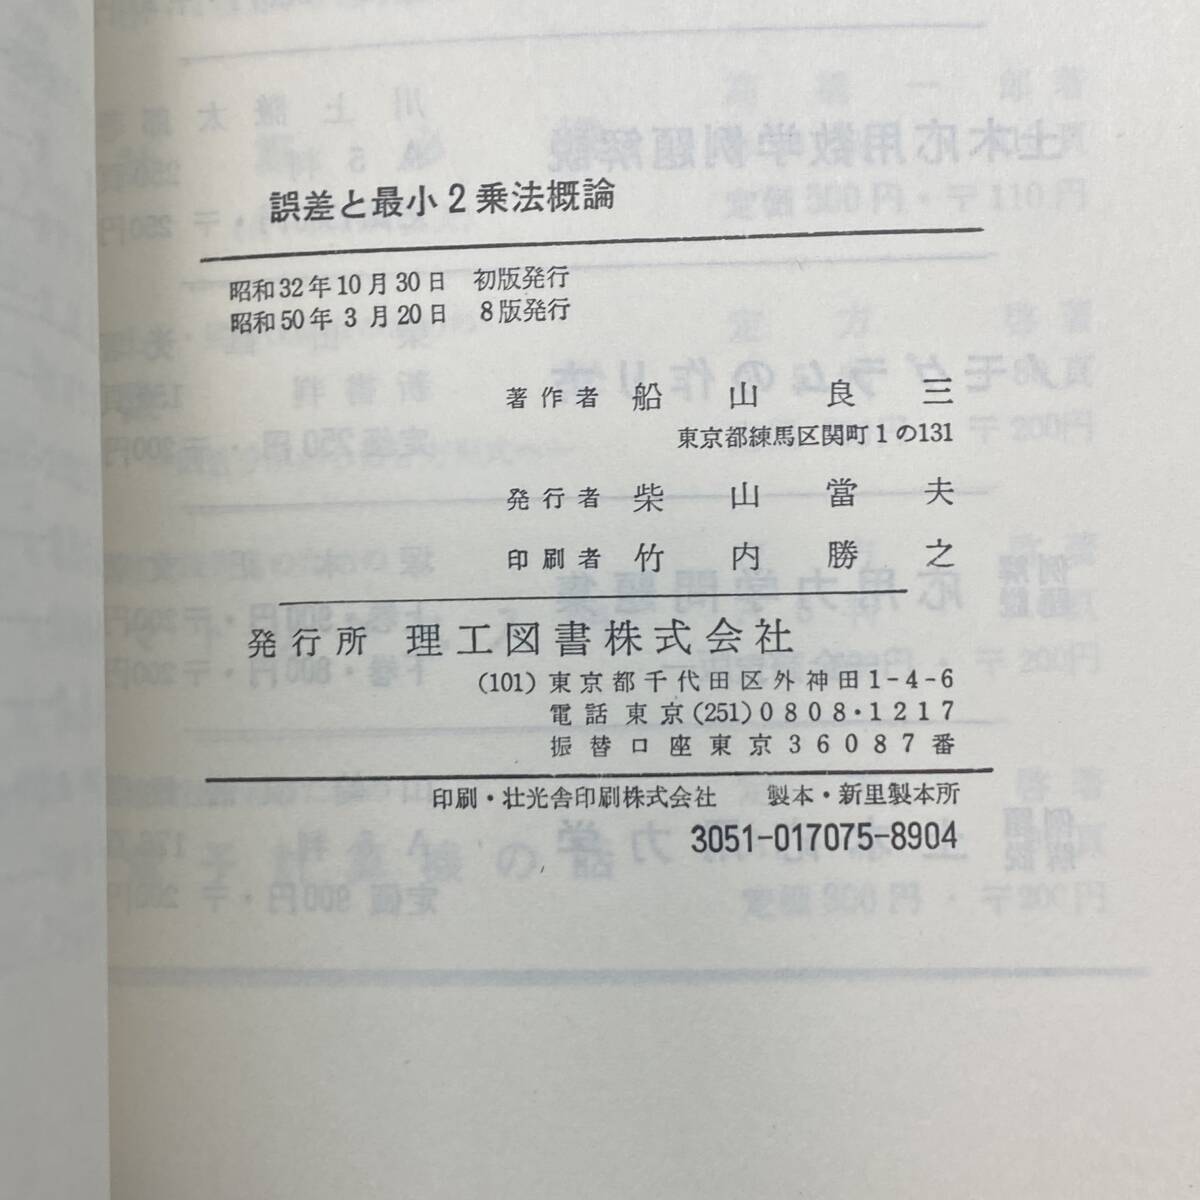 誤差と最小2乗法概論
昭和32年10月30日 初版発行
昭和50年3月20日 8版発行
著作者 船山良三
東京都練馬区関町1の131
発行者 柴山當夫
印刷者 竹内勝之
発行所 理工図書株式会社
(101)東京都千代田区外神田1-4-6
電話東京(251)0808・1217
振替口座東京36087番
印刷・壮光舎印刷株式会社 製本・新里製本所
3051-017075-8904